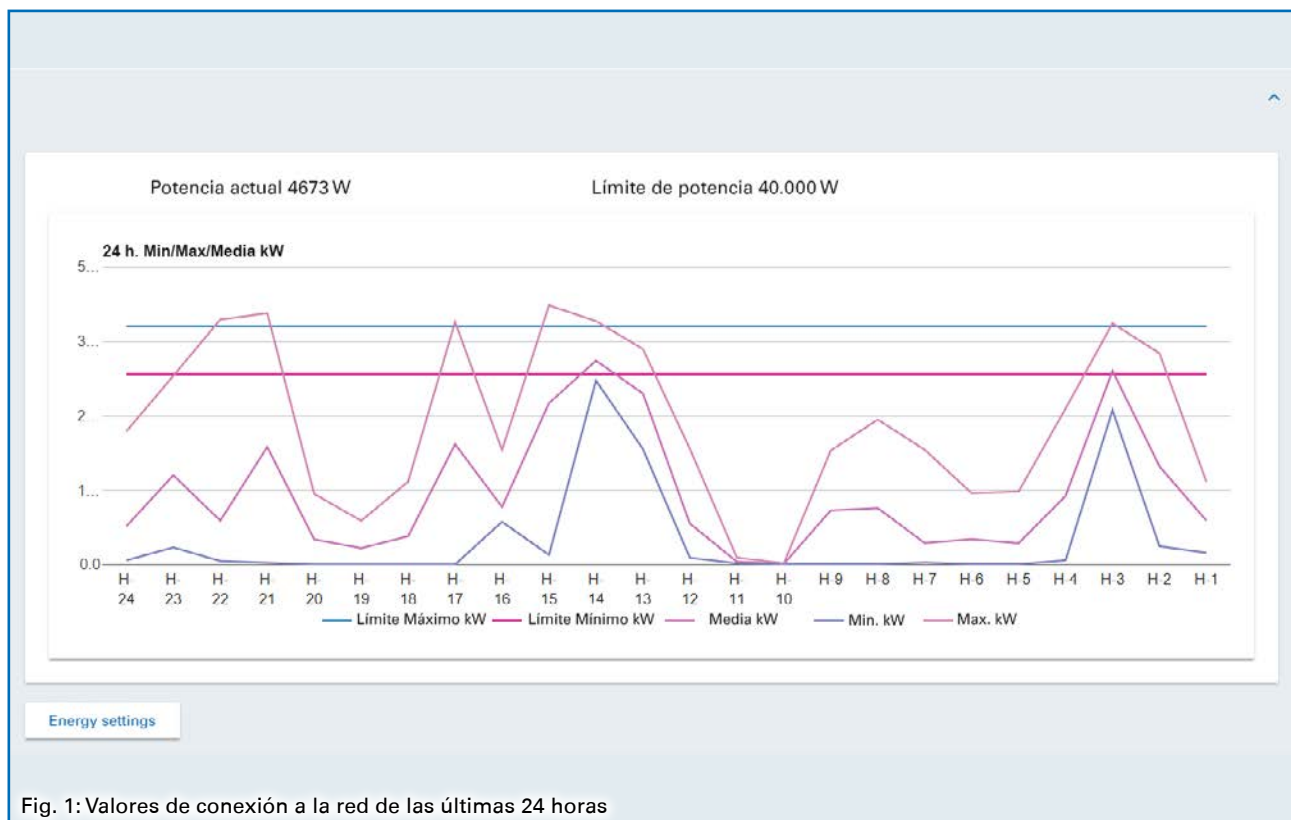 Potencia actual 4673 W
Límite de potencia 40.000 W
24 h. Min/Max/Media kW
5...
3...
2...
1...
0.0
H-24 H-23 H-22 H-21 H-20 H-19 H-18 H-17 H-16 H-15 H-14 H-13 H-12 H-11 H-10 H-9 H-8 H-7 H-6 H-5 H-4 H-3 H-2 H-1
Límite Máximo kW Límite Mínimo kW Media kW Min. kW Max. kW
Energy settings
Fig. 1: Valores de conexión a la red de las últimas 24 horas